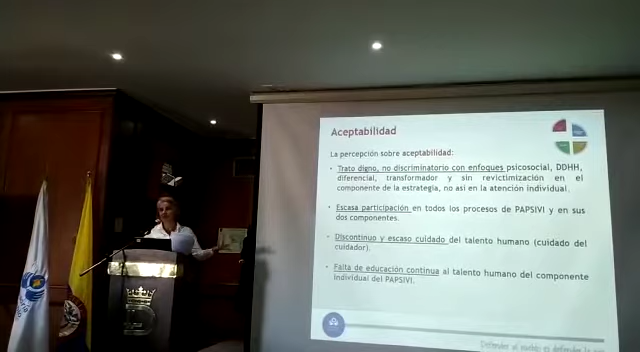 Aceptabilidad
La percepción sobre aceptabilidad:
• Trato digno, no discriminatorio con enfoques psicosocial, DDHH,
diferencial, transformador y sin revictimización en el
componente de la estrategia, no así en la atención individual.
• Escasa participación en todos los procesos de PAPSIVI y en sus
dos componentes.
• Discontinuo y escaso cuidado del talento humano (cuidado del
cuidador).
• Falta de educación continua al talento humano del componente
individual del PAPSIVI.